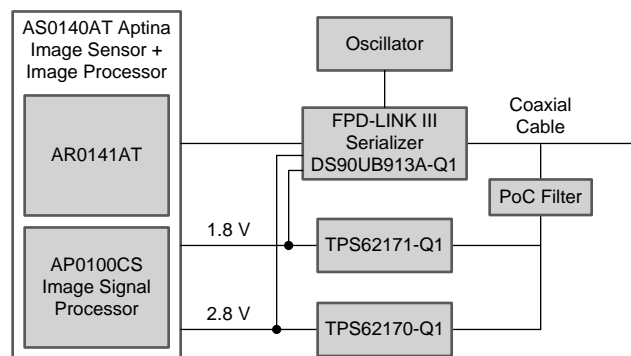 AS0140AT Aptina
Image Sensor +
Image Processor
AR0141AT
AP0100CS
Image Signal
Processor
Oscillator
FPD-LINK III
Serializer
DS90UB913A-Q1
Coaxial
Cable
PoC Filter
1.8 V
TPS62171-Q1
2.8 V
TPS62170-Q1